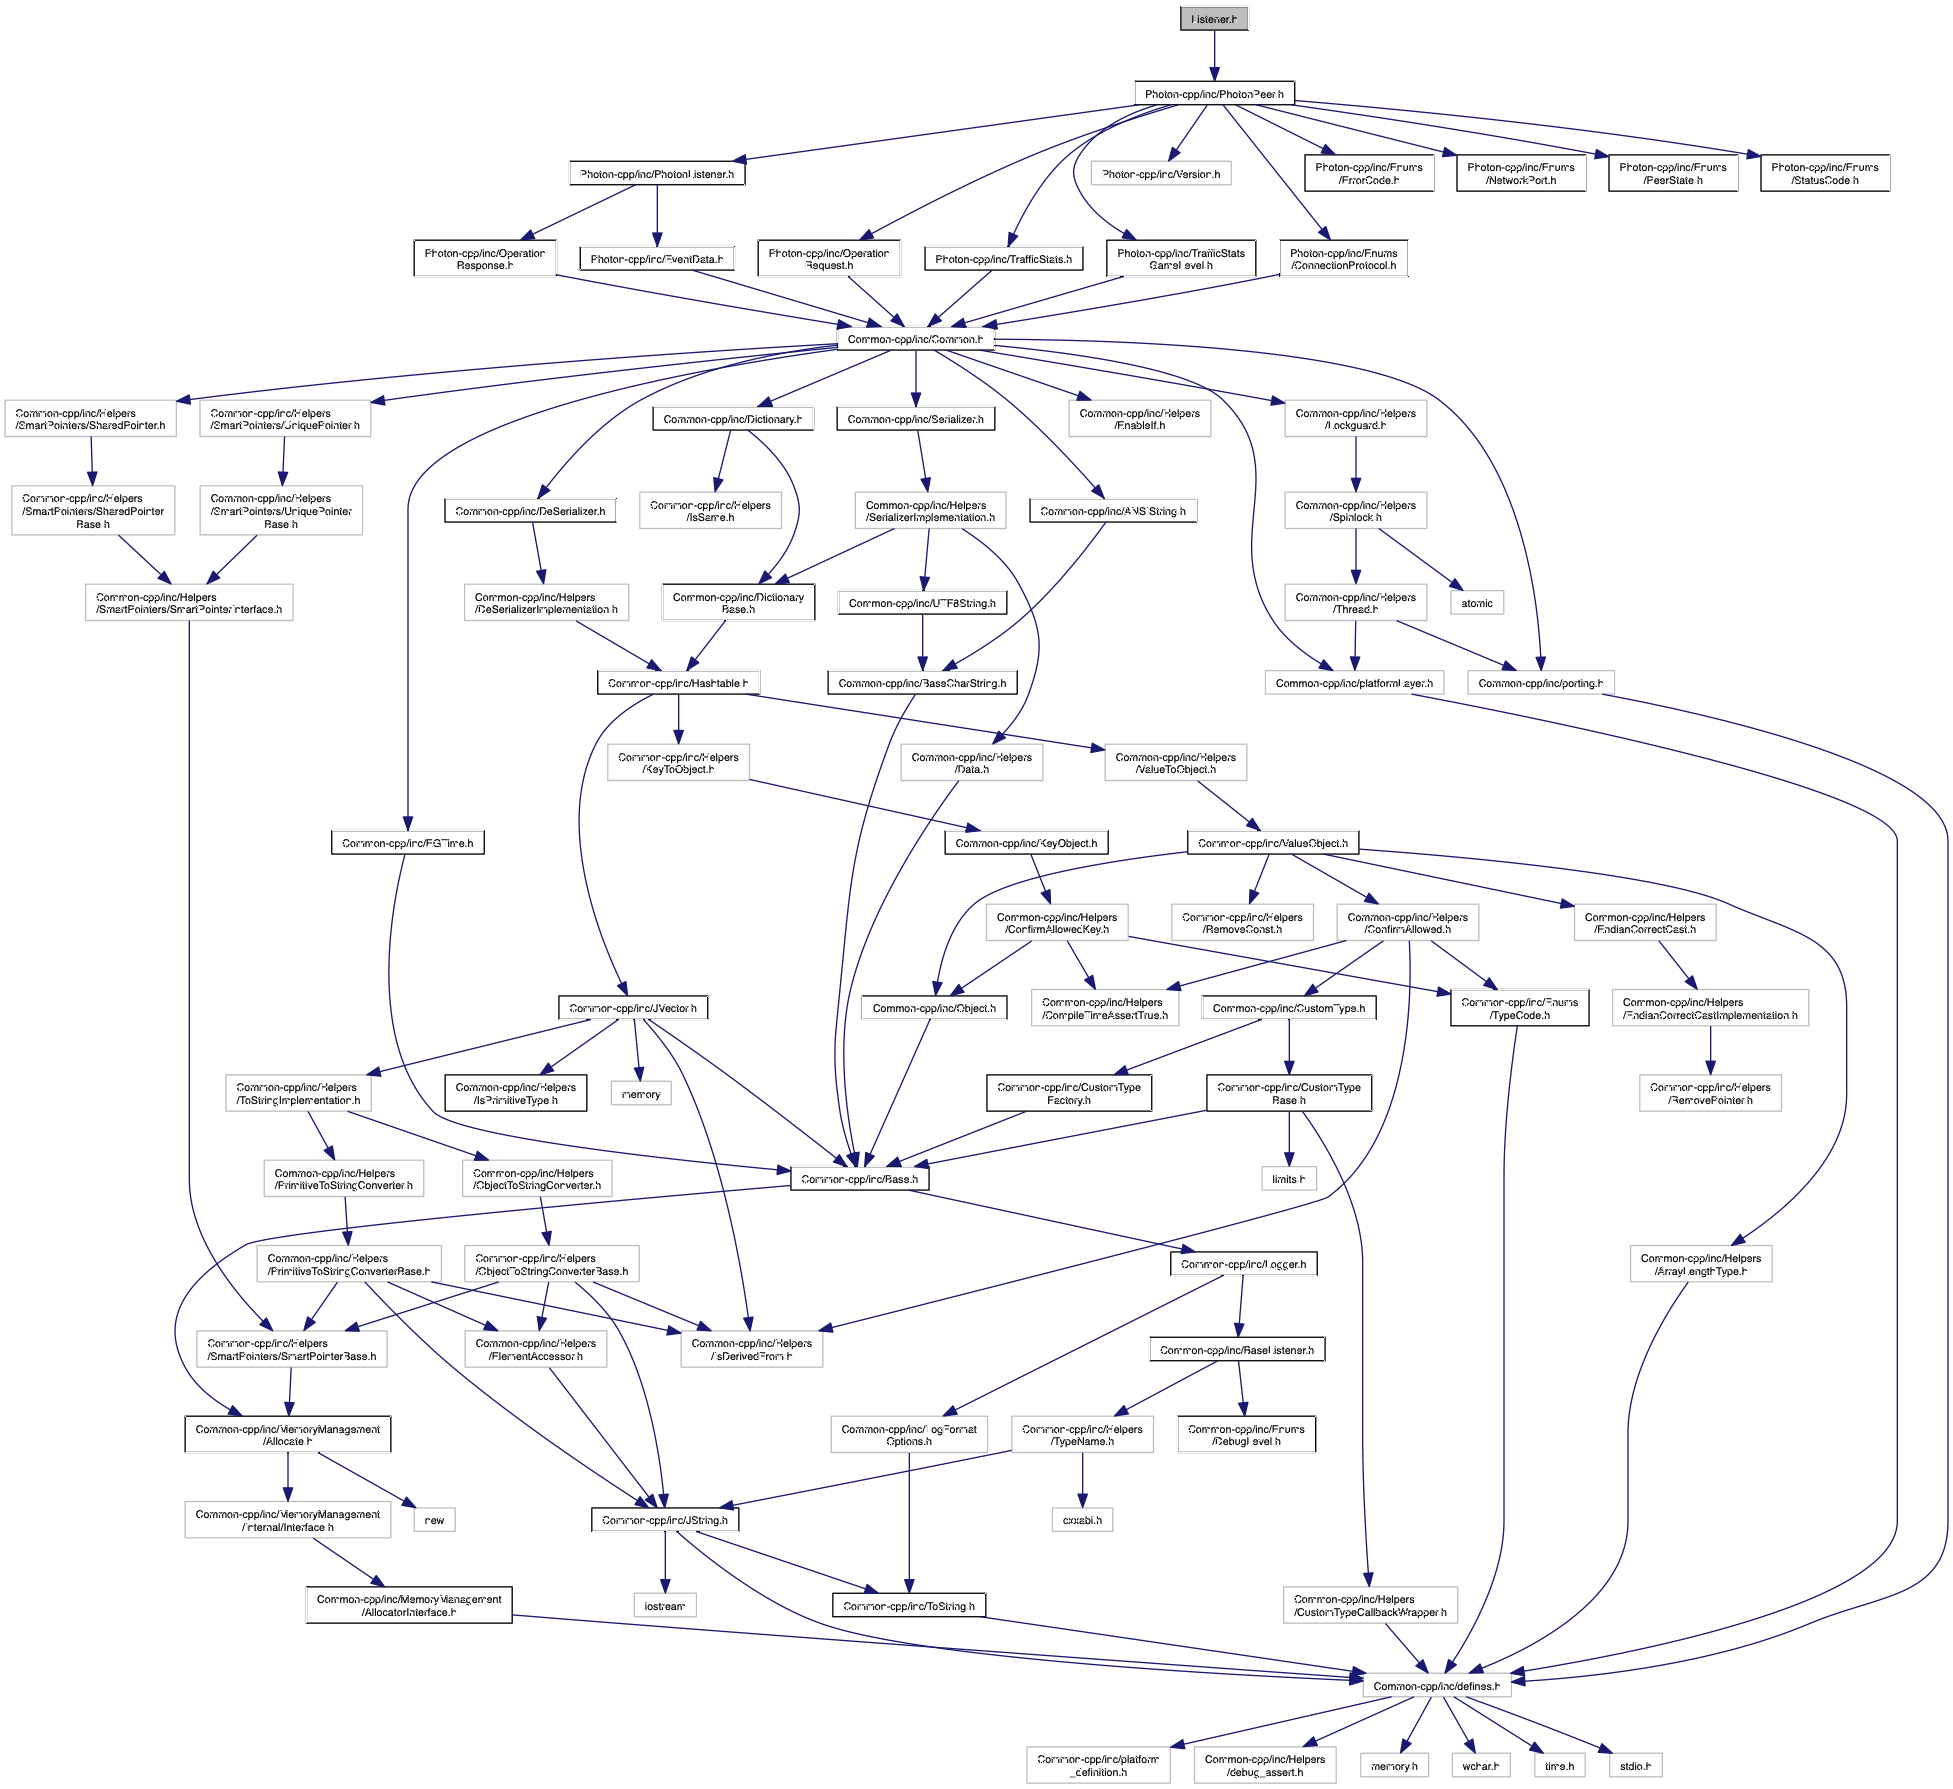 Listener.h
Photon-cpp/inc/PhotonPeer.h
Photon-cpp/inc/PhotonListener.h
Photon-cpp/inc/Version.h
Photon-cpp/inc/Enums
/ErrorCode.h
Photon-cpp/inc/Enums
/NetworkPort.h
Photon-cpp/inc/Enums
/PeerState.h
Photon-cpp/inc/Enums
/StatusCode.h
Photon-cpp/inc/Operation
Response.h
Photon-cpp/inc/EventData.h
Photon-cpp/inc/Operation
Request.h
Photon-cpp/inc/TrafficStats.h
Photon-cpp/inc/TrafficStats
GameLevel.h
Photon-cpp/inc/Enums
/ConnectionProtocol.h
Common-cpp/inc/Common.h
Common-cpp/inc/Helpers
/SmartPointers/SharedPointer.h
Common-cpp/inc/Helpers
/SmartPointers/UniquePointer.h
Common-cpp/inc/Dictionary.h
Common-cpp/inc/Serializer.h
Common-cpp/inc/Helpers
/EnableIf.h
Common-cpp/inc/Helpers
/Lockguard.h
Common-cpp/inc/Helpers
/SmartPointers/SharedPointer
Base.h
Common-cpp/inc/Helpers
/SmartPointers/UniquePointer
Base.h
Common-cpp/inc/DeSerializer.h
Common-cpp/inc/Helpers
/IsSame.h
Common-cpp/inc/Helpers
/SerializerImplementation.h
Common-cpp/inc/ANSIString.h
Common-cpp/inc/Helpers
/Spinlock.h
Common-cpp/inc/Helpers
/SmartPointers/SmartPointerInterface.h
Common-cpp/inc/Helpers
/DeSerializerImplementation.h
Common-cpp/inc/Dictionary
Base.h
Common-cpp/inc/UTF8String.h
Common-cpp/inc/Helpers
/Thread.h
atomic
Common-cpp/inc/Hashtable.h
Common-cpp/inc/BaseCharString.h
Common-cpp/inc/platformLayer.h
Common-cpp/inc/porting.h
Common-cpp/inc/Helpers
/KeyToObject.h
Common-cpp/inc/Helpers
/Data.h
Common-cpp/inc/Helpers
/ValueToObject.h
Common-cpp/inc/EGTime.h
Common-cpp/inc/KeyObject.h
Common-cpp/inc/ValueObject.h
Common-cpp/inc/Helpers
/ConfirmAllowedKey.h
Common-cpp/inc/Helpers
/RemoveConst.h
Common-cpp/inc/Helpers
/ConfirmAllowed.h
Common-cpp/inc/Helpers
/EndianCorrectCast.h
Common-cpp/inc/JVector.h
Common-cpp/inc/Object.h
Common-cpp/inc/Helpers
/CompileTimeAssertTrue.h
Common-cpp/inc/CustomType.h
Common-cpp/inc/Enums
/TypeCode.h
Common-cpp/inc/Helpers
/EndianCorrectCastImplementation.h
Common-cpp/inc/Helpers
/ToStringImplementation.h
Common-cpp/inc/Helpers
/IsPrimitiveType.h
memory
Common-cpp/inc/CustomType
Factory.h
Common-cpp/inc/CustomType
Base.h
Common-cpp/inc/Helpers
/RemovePointer.h
Common-cpp/inc/Helpers
/PrimitiveToStringConverter.h
Common-cpp/inc/Helpers
/ObjectToStringConverter.h
Common-cpp/inc/Base.h
limits.h
Common-cpp/inc/Helpers
/PrimitiveToStringConverterBase.h
Common-cpp/inc/Helpers
/ObjectToStringConverterBase.h
Common-cpp/inc/Logger.h
Common-cpp/inc/Helpers
/ArrayLengthType.h
Common-cpp/inc/Helpers
/SmartPointers/SmartPointerBase.h
Common-cpp/inc/Helpers
/ElementAccessor.h
Common-cpp/inc/Helpers
/IsDerivedFrom.h
Common-cpp/inc/BaseListener.h
Common-cpp/inc/MemoryManagement
/Allocate.h
Common-cpp/inc/LogFormat
Options.h
Common-cpp/inc/Helpers
/TypeName.h
Common-cpp/inc/Enums
/DebugLevel.h
Common-cpp/inc/MemoryManagement
/Internal/Interface.h
new
Common-cpp/inc/JString.h
cxxabi.h
Common-cpp/inc/MemoryManagement
/AllocatorInterface.h
iostream
Common-cpp/inc/ToString.h
Common-cpp/inc/Helpers
/CustomTypeCallbackWrapper.h
Common-cpp/inc/defines.h
Common-cpp/inc/platform
_definition.h
Common-cpp/inc/Helpers
/debug_assert.h
memory.h
wchar.h
time.h
stdio.h